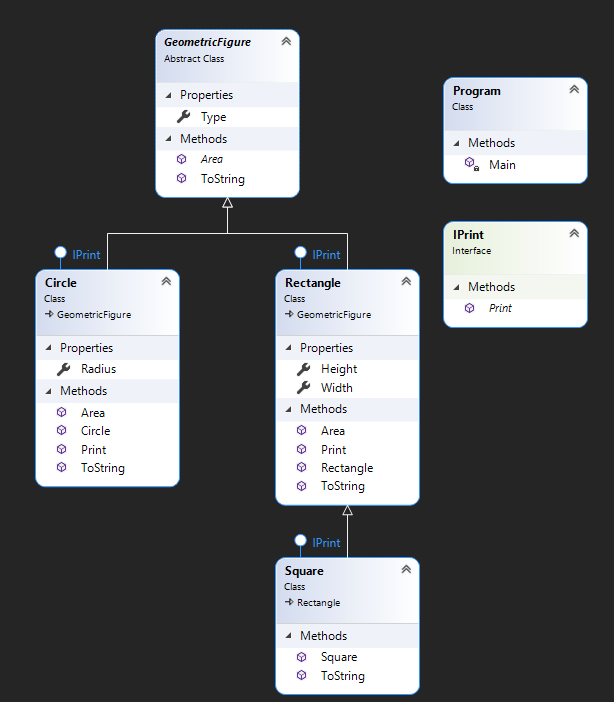 GeometricFigure
Abstract Class
Properties
Type
Methods
Area
ToString
Program
Class
Methods
Main
IPrint
Interface
Methods
Print
IPrint
Circle
Class
GeometricFigure
Properties
Radius
Methods
Area
Circle
Print
ToString
IPrint
Rectangle
Class
GeometricFigure
Properties
Height
Width
Methods
Area
Print
Rectangle
ToString
IPrint
Square
Class
Rectangle
Methods
Square
ToString